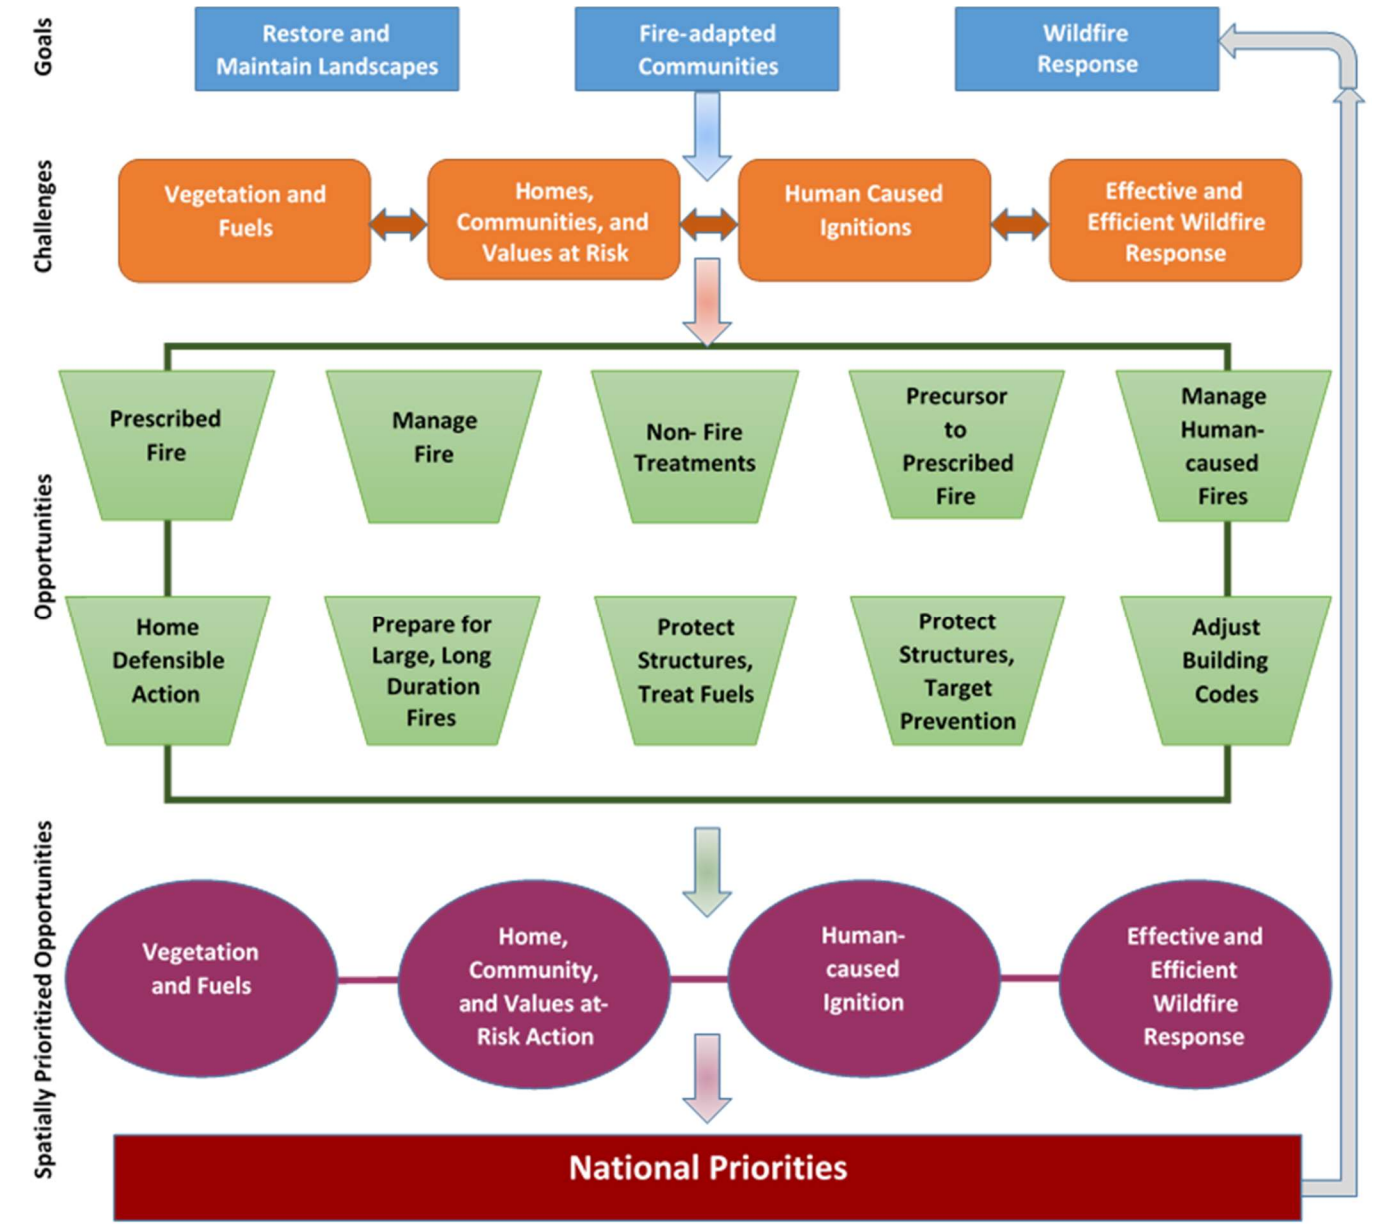 Goals
Restore and
Maintain Landscapes
Fire-adapted
Communities
Wildfire
Response
Challenges
Vegetation and
Fuels
Homes,
Communities, and
Values at Risk
Human Caused
Ignitions
Effective and
Efficient Wildfire
Response
Opportunities
Prescribed
Fire
Manage
Fire
Non- Fire
Treatments
Precursor
to
Prescribed
Fire
Manage
Human-
caused
Fires
Home
Defensible
Action
Prepare for
Large, Long
Duration
Fires
Protect
Structures,
Treat Fuels
Protect
Structures,
Target
Prevention
Adjust
Building
Codes
Spatially Prioritized Opportunities
Vegetation
and Fuels
Home,
Community,
and Values at-
Risk Action
Human-
caused
Ignition
Effective and
Efficient
Wildfire
Response
National Priorities